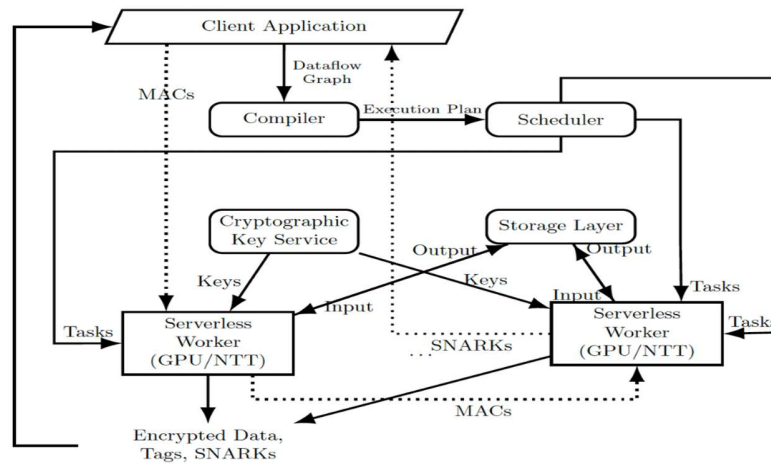 Client Application
Dataflow
Graph
MACs
Compiler
Execution Plan
Scheduler
Cryptographic
Key Service
Storage Layer
Output
Output
Keys
Keys
Input
Input
Tasks
Tasks
Tasks
Serverless
Worker
(GPU/NTT)
Serverless
Worker
(GPU/NTT)
... SNARKs
MACs
Encrypted Data,
Tags, SNARKs